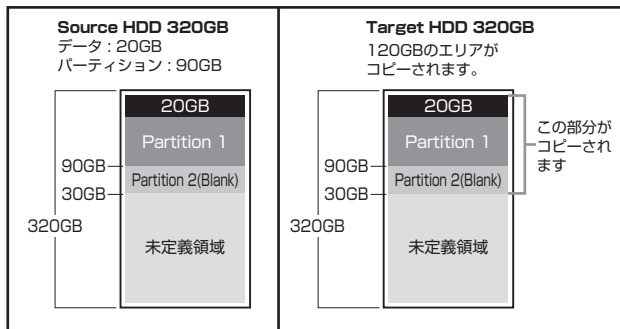 Source HDD 320GB
データ : 20GB
パーティション : 90GB
20GB
Partition 1
90GB
Partition 2(Blank)
30GB
320GB
未定義領域
Target HDD 320GB
120GBのエリアが
コピーされます。
20GB
Partition 1
90GB
Partition 2(Blank)
30GB
320GB
未定義領域
この部分が
コピーされ
ます